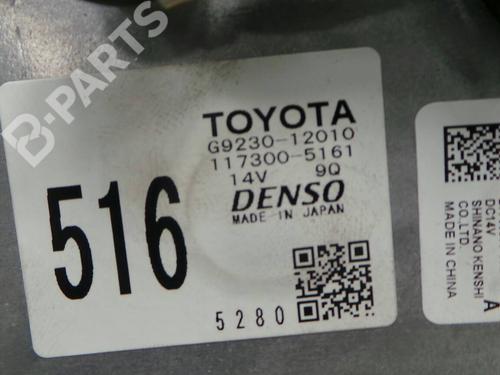 B-PARTS
TOYOTA
G9230-12010
117300-5161
14V 9Q
DENSO
MADE IN JAPAN
516
5280
DC14V
SHINANO KENSHI
CO.LTD.
MADE IN CHINA
A